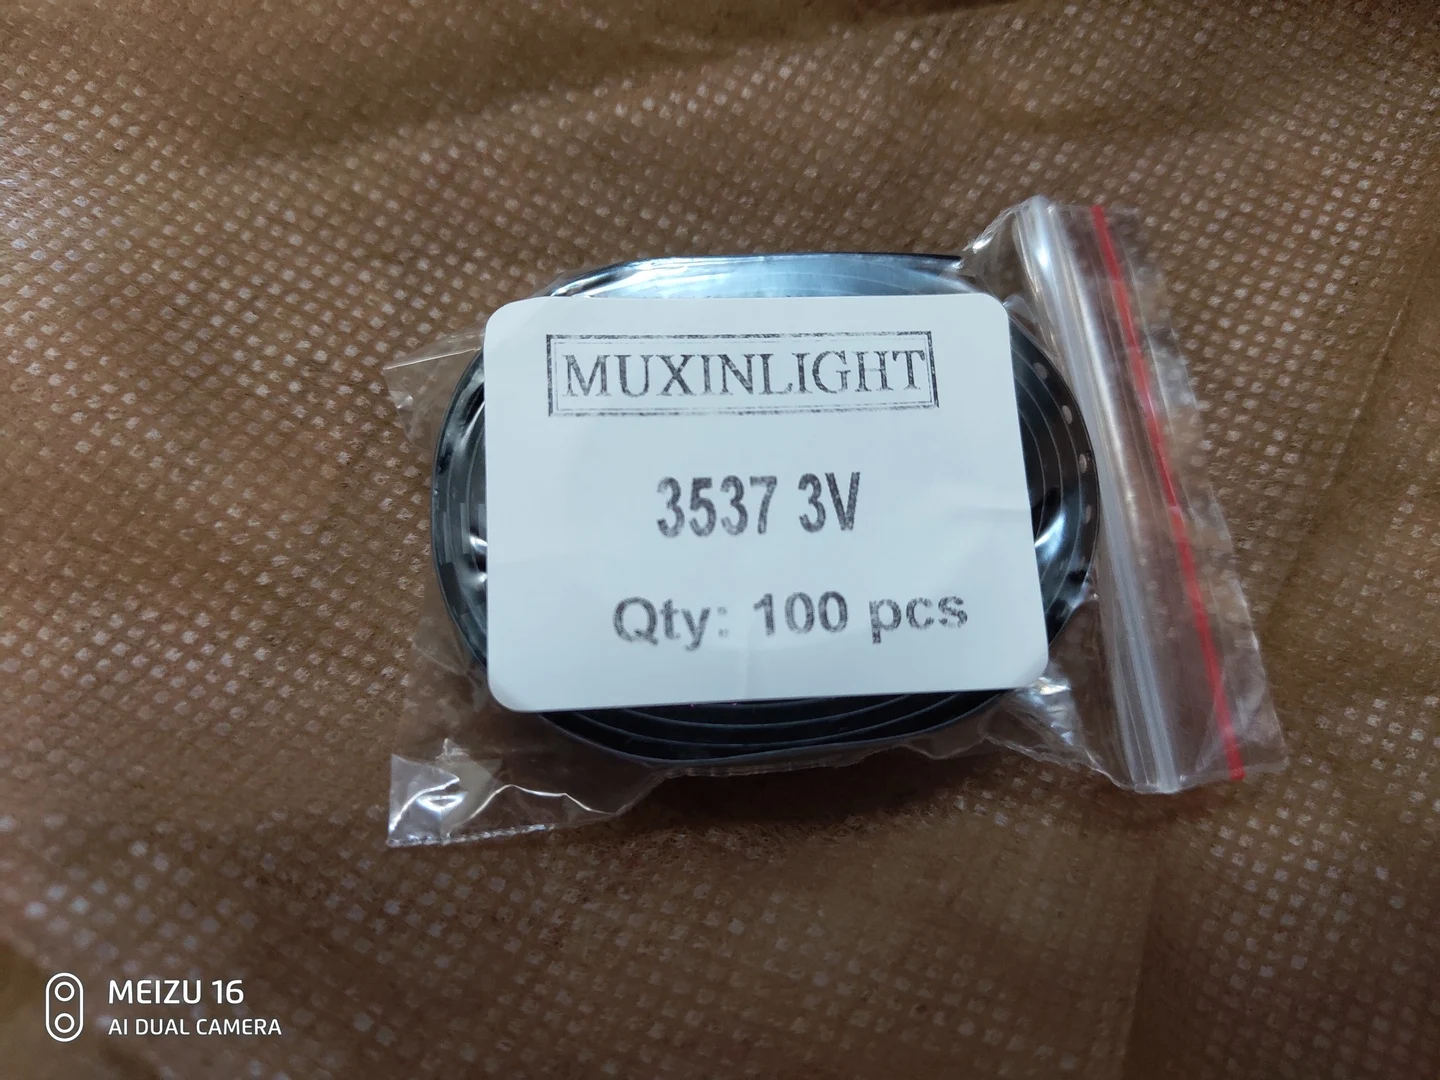 MUXINLIGHT
3537 3V
Qty: 100 pcs
MEIZU 16
AI DUAL CAMERA